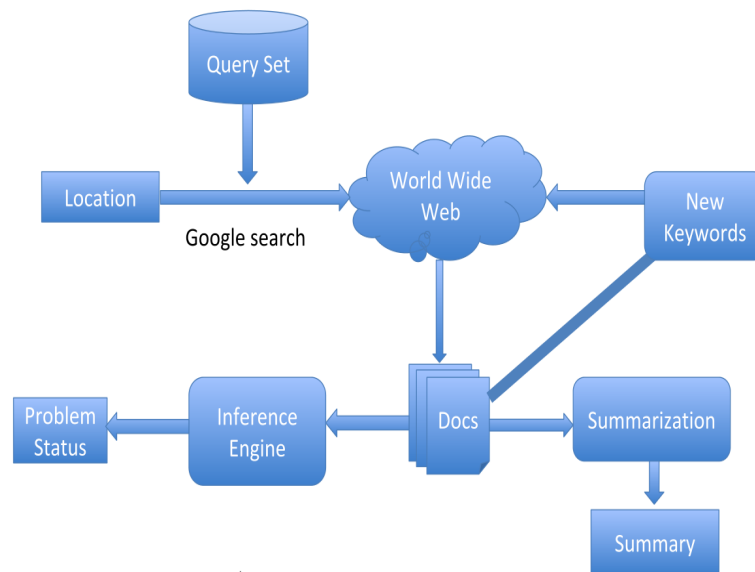 Query Set
Location
World Wide
Web
New
Keywords
Google search
Problem
Status
Inference
Engine
Docs
Summarization
Summary